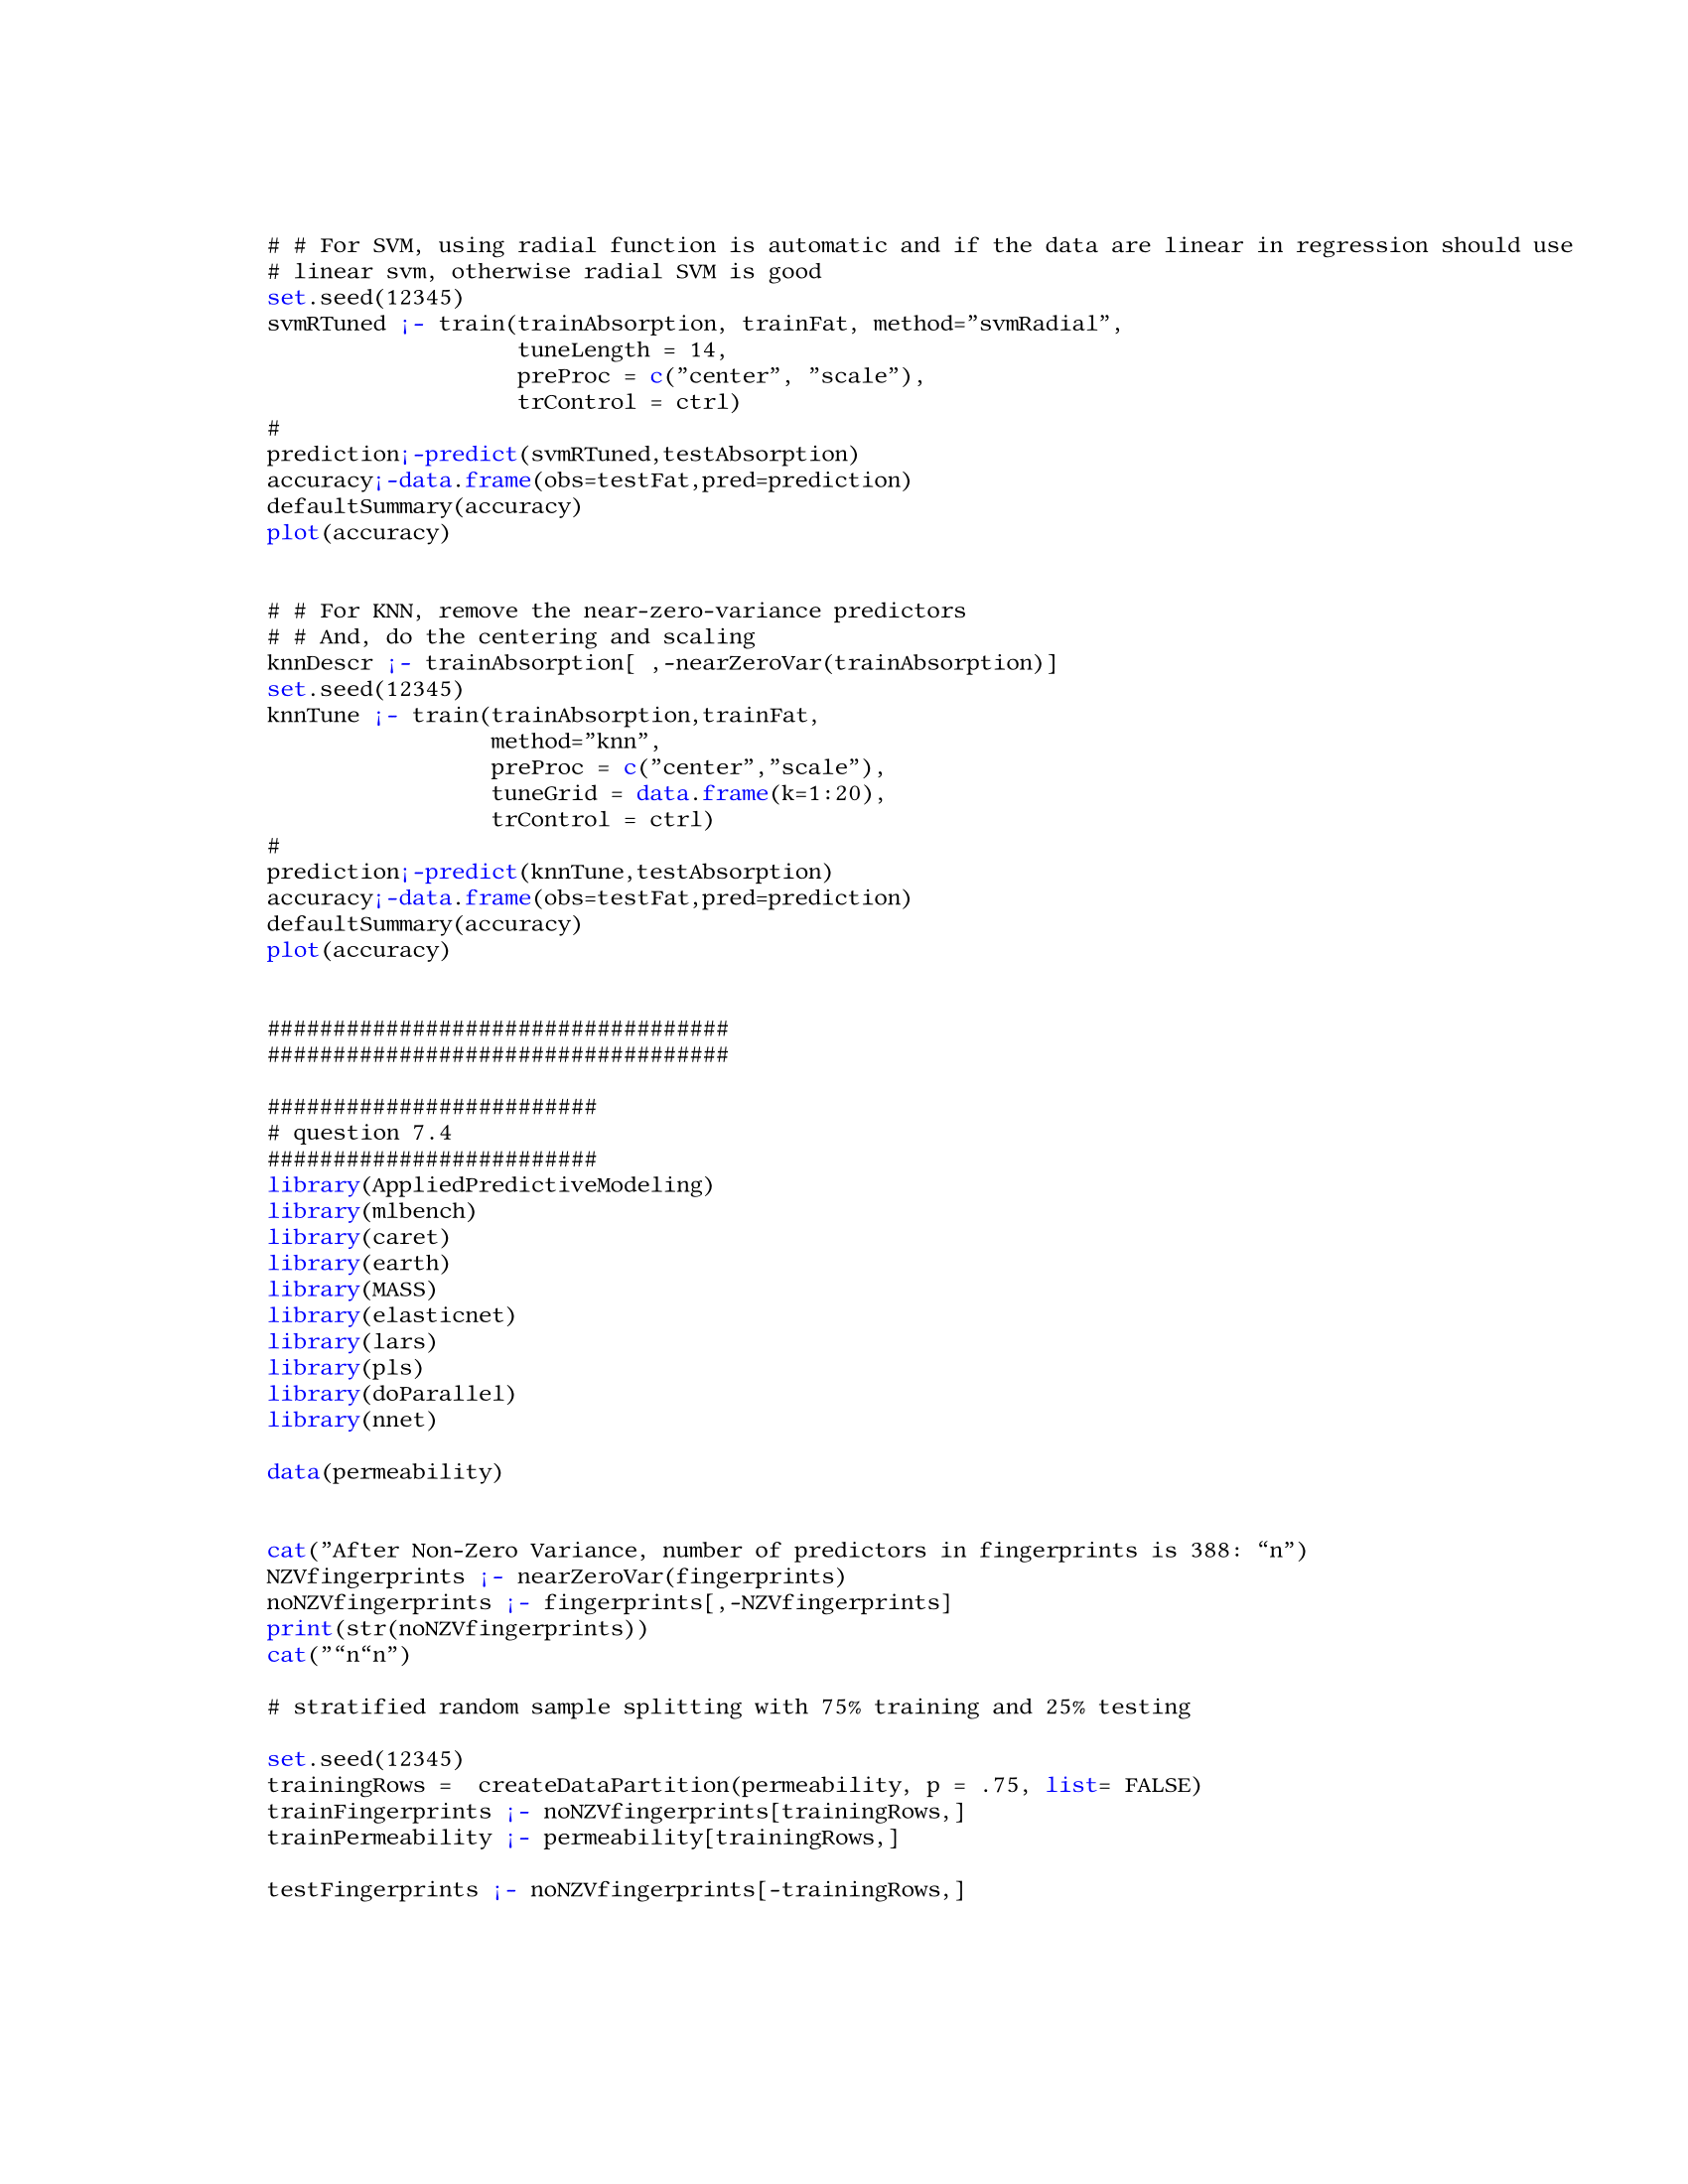 # # For SVM, using radial function is automatic and if the data are linear in regression should use
# linear svm, otherwise radial SVM is good
set.seed(12345)
svmRTuned ¡- train(trainAbsorption, trainFat, method=”svmRadial”,
                   tuneLength = 14,
                   preProc = c(”center”, ”scale”),
                   trControl = ctrl)
#
prediction¡-predict(svmRTuned,testAbsorption)
accuracy¡-data.frame(obs=testFat,pred=prediction)
defaultSummary(accuracy)
plot(accuracy)


# # For KNN, remove the near-zero-variance predictors
# # And, do the centering and scaling
knnDescr ¡- trainAbsorption[ ,-nearZeroVar(trainAbsorption)]
set.seed(12345)
knnTune ¡- train(trainAbsorption,trainFat,
                 method=”knn”,
                 preProc = c(”center”,”scale”),
                 tuneGrid = data.frame(k=1:20),
                 trControl = ctrl)
#
prediction¡-predict(knnTune,testAbsorption)
accuracy¡-data.frame(obs=testFat,pred=prediction)
defaultSummary(accuracy)
plot(accuracy)


###################################
###################################

#########################
# question 7.4
#########################
library(AppliedPredictiveModeling)
library(mlbench)
library(caret)
library(earth)
library(MASS)
library(elasticnet)
library(lars)
library(pls)
library(doParallel)
library(nnet)

data(permeability)


cat(”After Non-Zero Variance, number of predictors in fingerprints is 388: “n”)
NZVfingerprints ¡- nearZeroVar(fingerprints)
noNZVfingerprints ¡- fingerprints[,-NZVfingerprints]
print(str(noNZVfingerprints))
cat(”“n“n”)

# stratified random sample splitting with 75% training and 25% testing

set.seed(12345)
trainingRows =  createDataPartition(permeability, p = .75, list= FALSE)
trainFingerprints ¡- noNZVfingerprints[trainingRows,]
trainPermeability ¡- permeability[trainingRows,]

testFingerprints ¡- noNZVfingerprints[-trainingRows,]